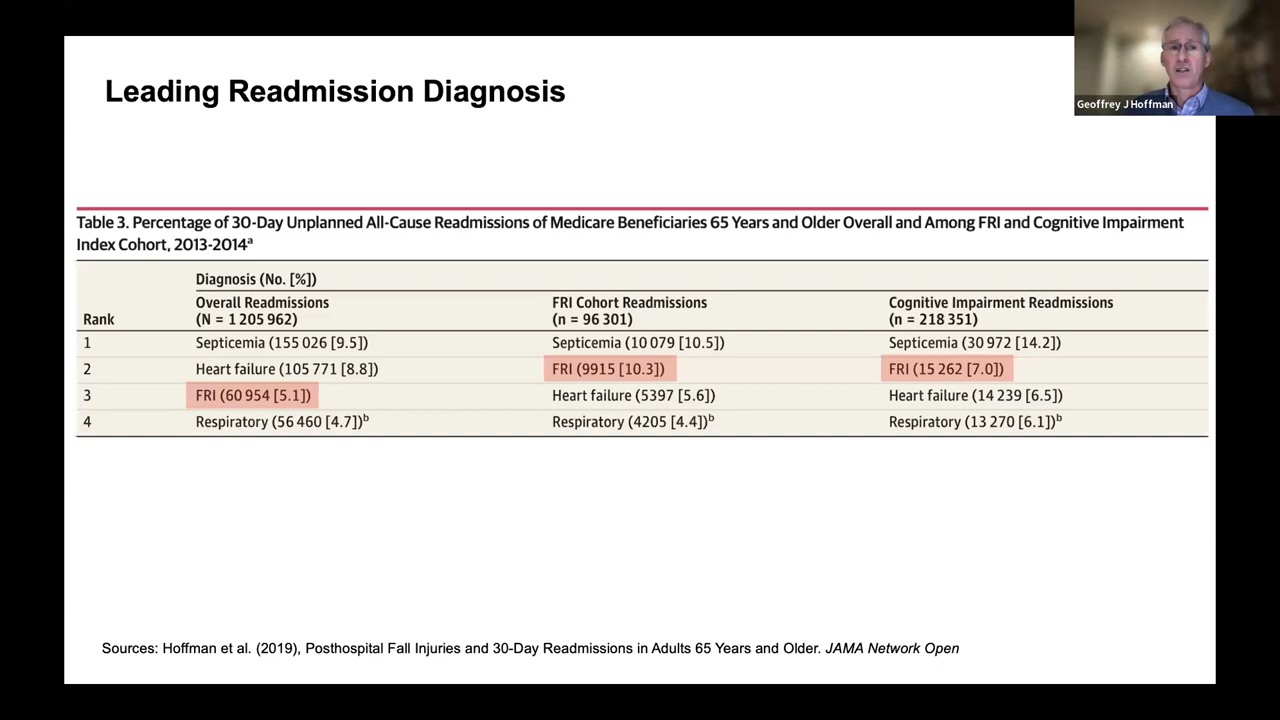 Leading Readmission Diagnosis
Geoffrey J Hoffman
Table 3. Percentage of 30-Day Unplanned All-Cause Readmissions of Medicare Beneficiaries 65 Years and Older Overall and Among FRI and Cognitive Impairment
Index Cohort, 2013-2014ᵃ
Diagnosis (No. [%])
Rank
Overall Readmissions
(N = 1 205 962)
FRI Cohort Readmissions
(n = 96 301)
Cognitive Impairment Readmissions
(n = 218 351)
1 Septicemia (155 026 [9.5]) Septicemia (10 079 [10.5]) Septicemia (30 972 [14.2])
2 Heart failure (105 771 [8.8]) FRI (9915 [10.3]) FRI (15 262 [7.0])
3 FRI (60 954 [5.1]) Heart failure (5397 [5.6]) Heart failure (14 239 [6.5])
4 Respiratory (56 460 [4.7])ᵇ Respiratory (4205 [4.4])ᵇ Respiratory (13 270 [6.1])ᵇ
Sources: Hoffman et al. (2019), Posthospital Fall Injuries and 30-Day Readmissions in Adults 65 Years and Older. JAMA Network Open